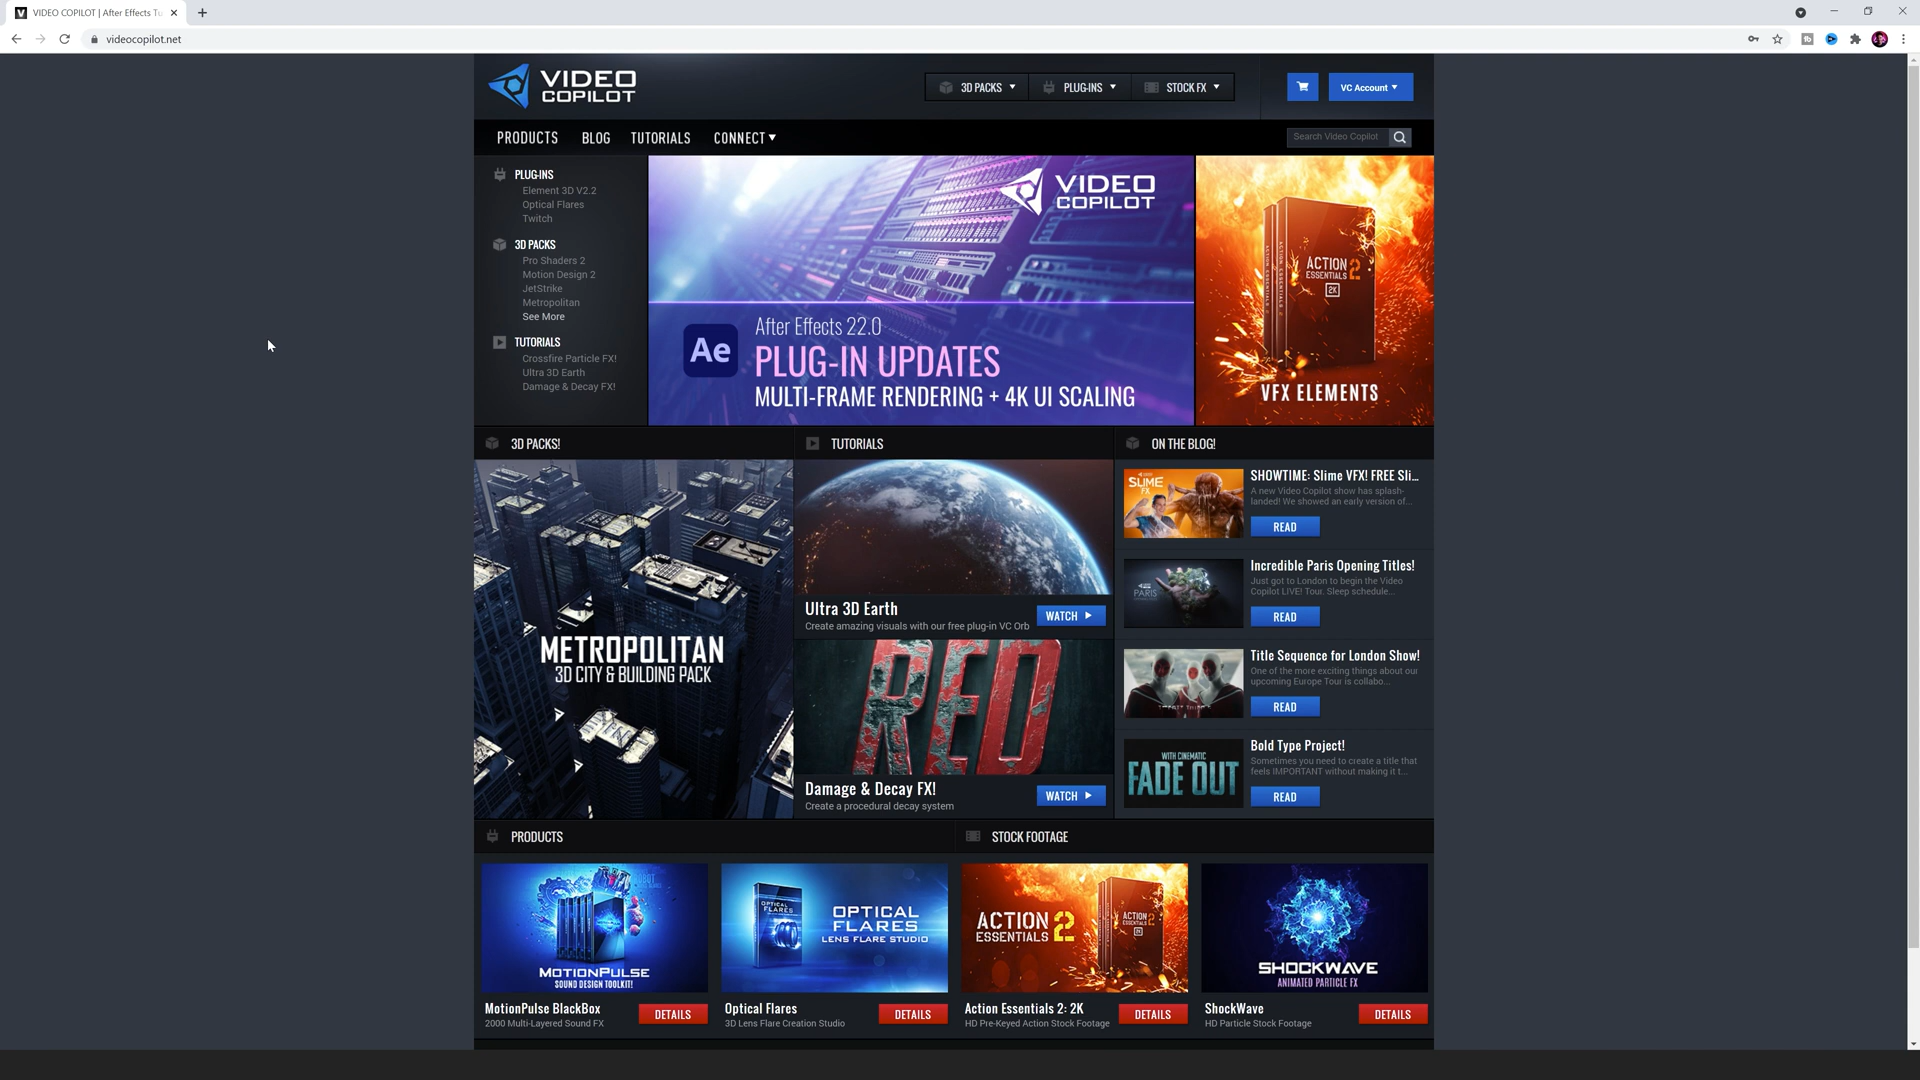 VIDEO COPILOT | After Effects Tu
videocopilot.net
VIDEO
COPILOT
3D PACKS
PLUG-INS
STOCK FX
VC Account
PRODUCTS
BLOG
TUTORIALS
CONNECT
Search Video Copilot
PLUG-INS
Element 3D V2.2
Optical Flares
Twitch
3D PACKS
Pro Shaders 2
Motion Design 2
JetStrike
Metropolitan
See More
TUTORIALS
Crossfire Particle FX!
Ultra 3D Earth
Damage & Decay FX!
VIDEO
COPILOT
Ae
After Effects 22.0
PLUG-IN UPDATES
MULTI-FRAME RENDERING + 4K UI SCALING
ACTION
ESSENTIALS 2
2K
VFX ELEMENTS
3D PACKS!
METROPOLITAN
3D CITY & BUILDING PACK
TUTORIALS
Ultra 3D Earth
Create amazing visuals with our free plug-in VC Orb
WATCH
RED
Damage & Decay FX!
Create a procedural decay system
WATCH
ON THE BLOG!
SLIME
FX
SHOWTIME: Slime VFX! FREE Sli...
A new Video Copilot show has splash-
landed! We showed an early version of...
READ
PARIS
Incredible Paris Opening Titles!
Just got to London to begin the Video
Copilot LIVE! Tour. Sleep schedule...
READ
Title Sequence for London Show!
One of the more exciting things about our
upcoming Europe Tour is collabo...
READ
WITH CINEMATIC
FADE OUT
Bold Type Project!
Sometimes you need to create a title that
feels IMPORTANT without making it t...
READ
PRODUCTS
MOTIONPULSE
SOUND DESIGN TOOLKIT!
MotionPulse BlackBox
2000 Multi-Layered Sound FX
DETAILS
OPTICAL
FLARES
OPTICAL
FLARES
LENS FLARE STUDIO
Optical Flares
3D Lens Flare Creation Studio
DETAILS
STOCK FOOTAGE
ACTION 2
ESSENTIALS
ACTION 2
ESSENTIALS
Action Essentials 2: 2K
HD Pre-Keyed Action Stock Footage
DETAILS
SHOCKWAVE
ANIMATED PARTICLE FX
ShockWave
HD Particle Stock Footage
DETAILS